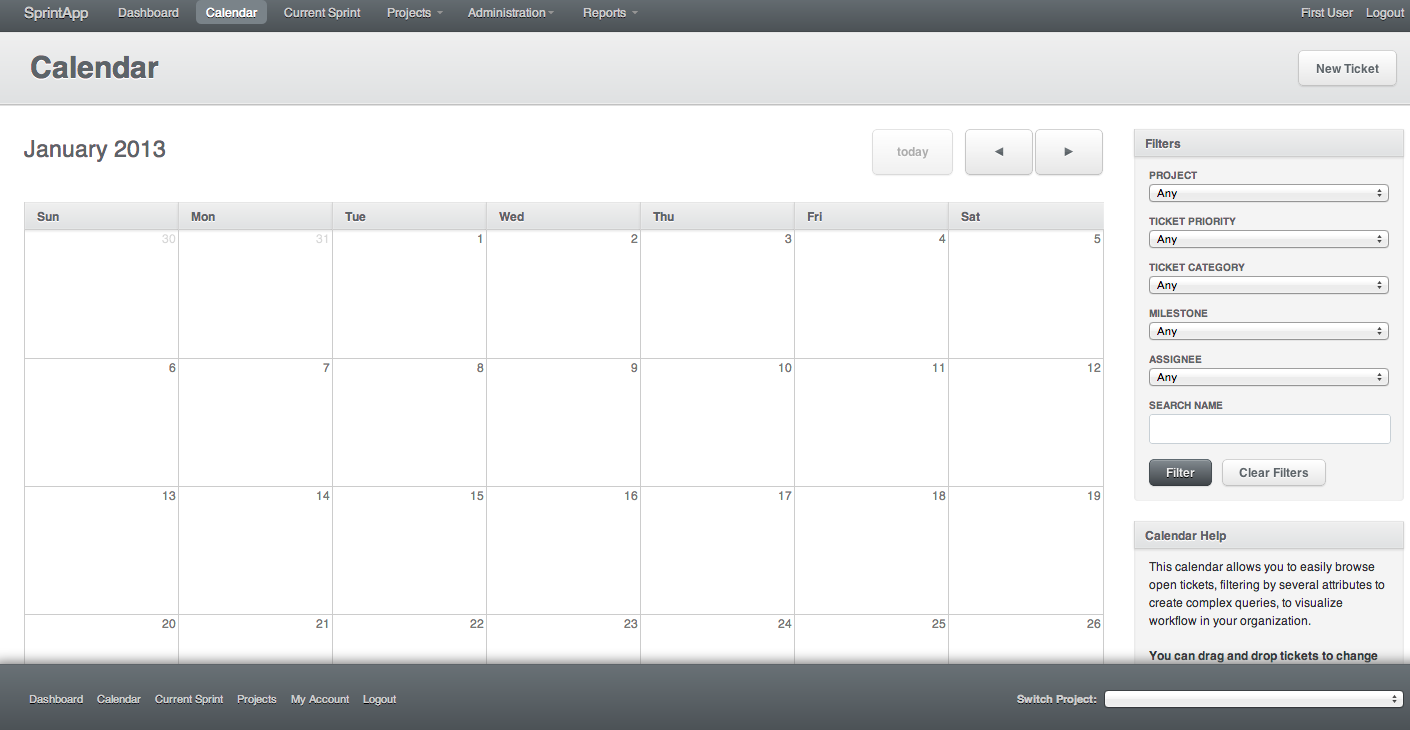 SprintApp Dashboard Calendar Current Sprint Projects Administration Reports First User Logout
Calendar
New Ticket
January 2013
today
Sun Mon Tue Wed Thu Fri Sat
30 31 1 2 3 4 5
6 7 8 9 10 11 12
13 14 15 16 17 18 19
20 21 22 23 24 25 26
Filters
PROJECT
Any
TICKET PRIORITY
Any
TICKET CATEGORY
Any
MILESTONE
Any
ASSIGNEE
Any
SEARCH NAME
Filter Clear Filters
Calendar Help
This calendar allows you to easily browse
open tickets, filtering by several attributes to
create complex queries, to visualize
workflow in your organization.
You can drag and drop tickets to change
Dashboard Calendar Current Sprint Projects My Account Logout Switch Project: